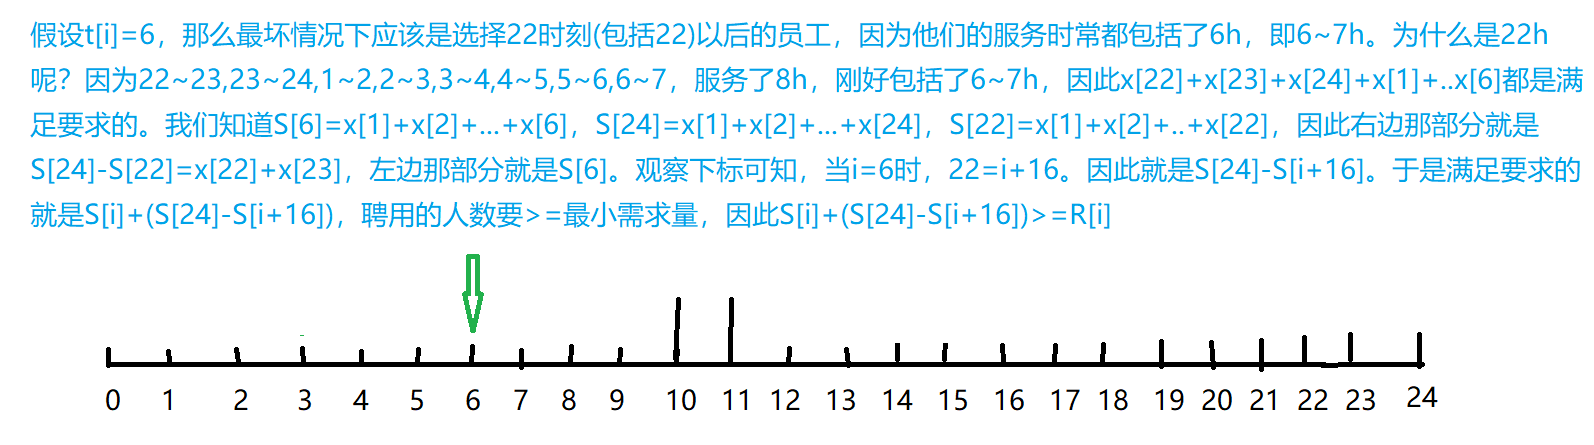 假设t[i]=6，那么最坏情况下应该是选择22时刻(包括22)以后的员工，因为他们的服务时常都包括了6h，即6~7h。为什么是22h
呢？因为22~23,23~24,1~2,2~3,3~4,4~5,5~6,6~7，服务了8h，刚好包括了6~7h，因此x[22]+x[23]+x[24]+x[1]+..x[6]都是满
足要求的。我们知道S[6]=x[1]+x[2]+...+x[6]，S[24]=x[1]+x[2]+...+x[24]，S[22]=x[1]+x[2]+..+x[22]，因此右边那部分就是
S[24]-S[22]=x[22]+x[23]，左边那部分就是S[6]。观察下标可知，当i=6时，22=i+16。因此就是S[24]-S[i+16]。于是满足要求的
就是S[i]+(S[24]-S[i+16])，聘用的人数要>=最小需求量，因此S[i]+(S[24]-S[i+16])>=R[i]
0 1 2 3 4 5 6 7 8 9 10 11 12 13 14 15 16 17 18 19 20 21 22 23 24